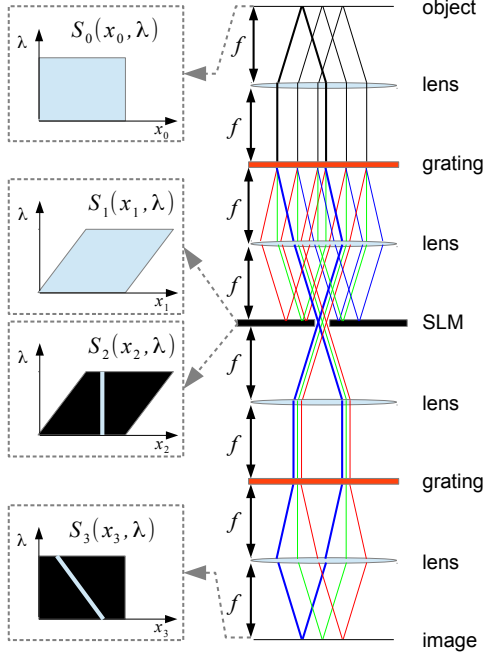 S₀(x₀,λ)
λ
x₀
S₁(x₁,λ)
λ
x₁
S₂(x₂,λ)
λ
x₂
S₃(x₃,λ)
λ
x₃
object
f
lens
f
grating
f
lens
f
SLM
f
lens
f
grating
f
lens
f
image